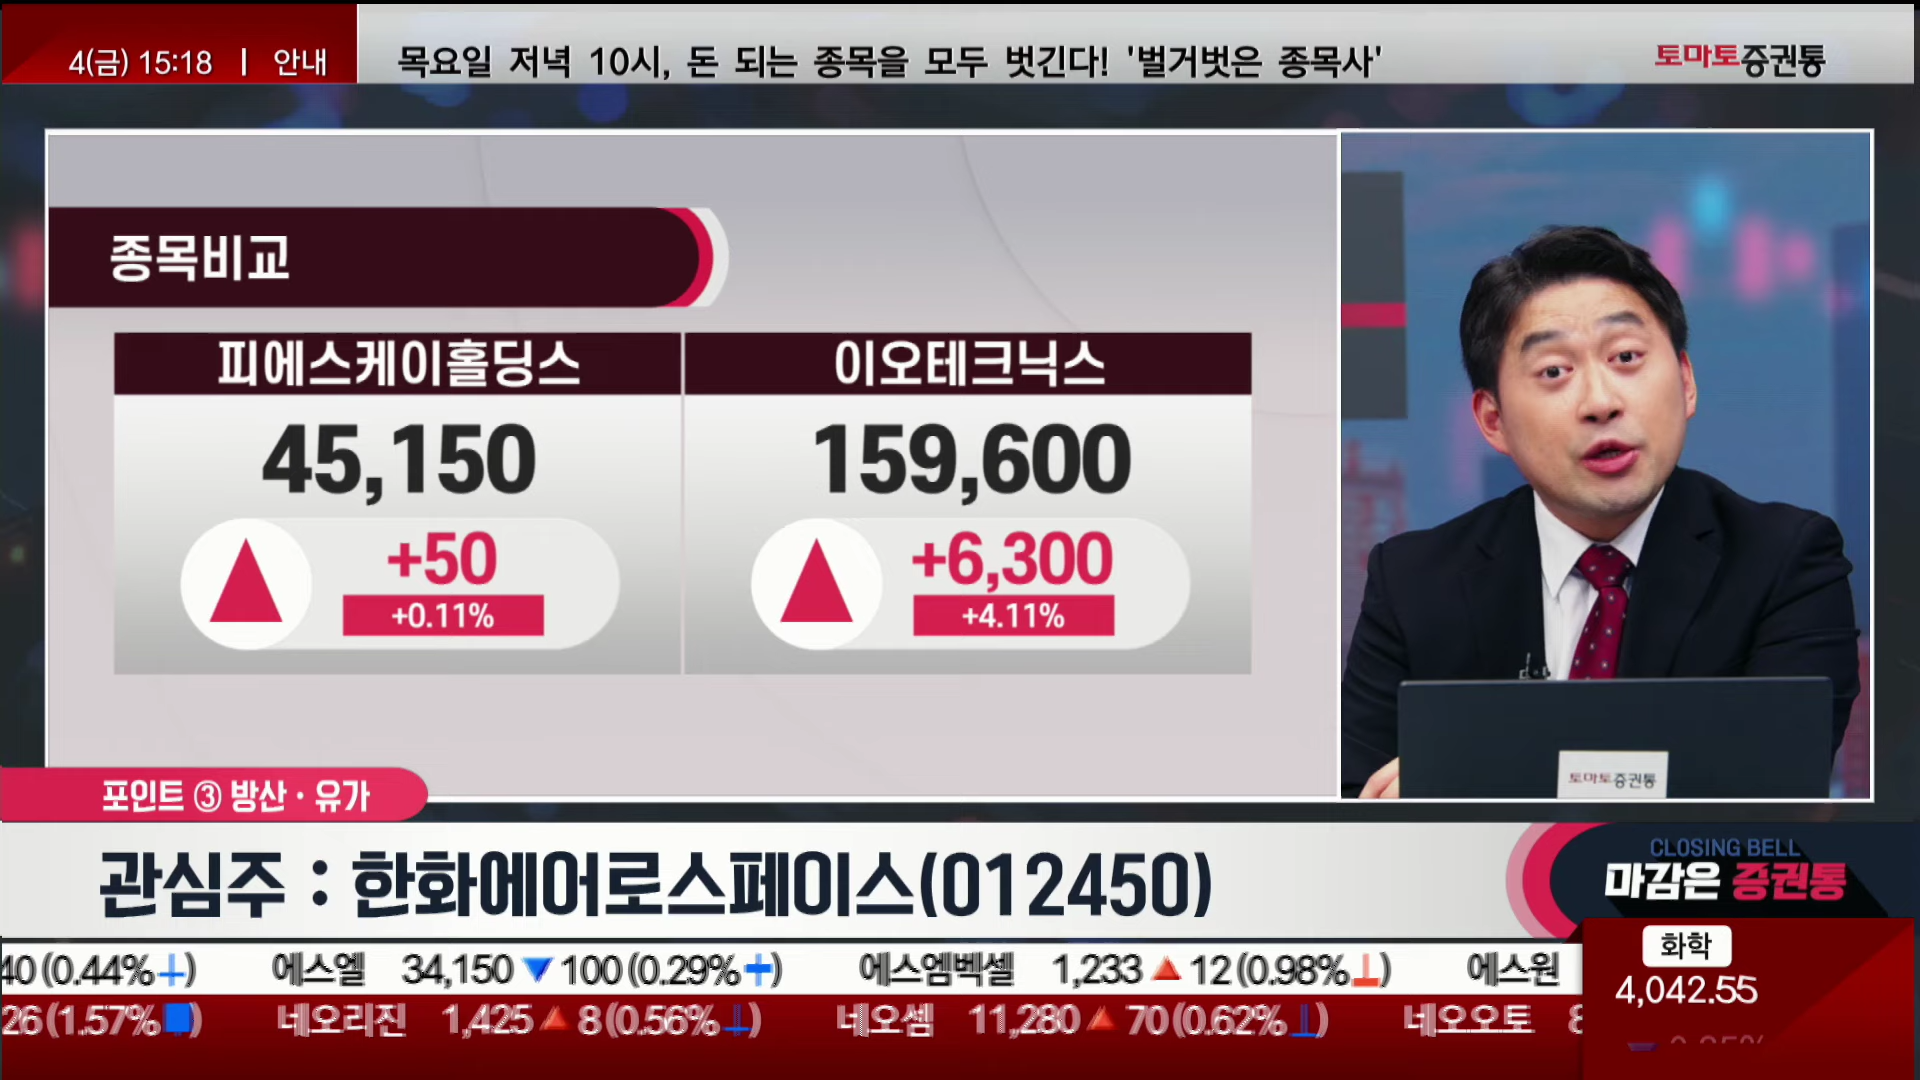 4(금) 15:18 | 안내
목요일 저녁 10시, 돈 되는 종목을 모두 벗긴다! '벌거벗은 종목사'
토마토증권통
종목비교
피에스케이홀딩스
45,150
+50
+0.11%
이오테크닉스
159,600
+6,300
+4.11%
토마토증권통
포인트 ③ 방산·유가
관심주 : 한화에어로스페이스(012450)
CLOSING BELL
마감은 증권통
40(0.44% ) 에스엘 34,150 ▼100(0.29% ) 에스엠벡셀 1,233 ▲12(0.98% ) 에스원
26(1.57% ) 네오리진 1,425 ▲8(0.56% ) 네오셈 11,280 ▲70(0.62% ) 네오오토
화학
4,042.55